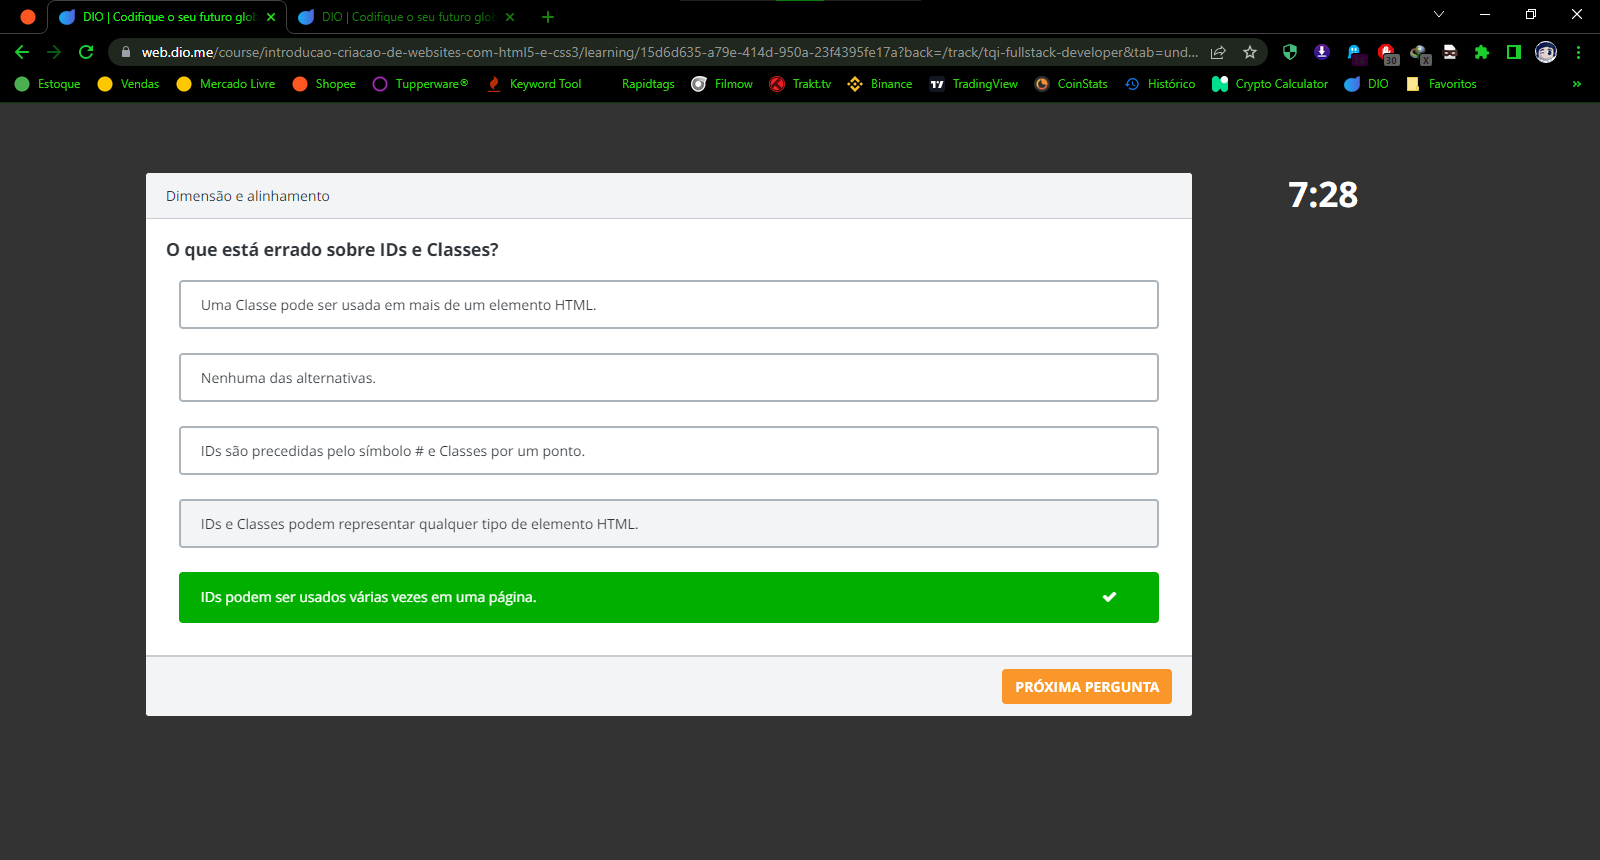 DIO | Codifique o seu futuro glob
DIO | Codifique o seu futuro glob
web.dio.me/course/introducao-criacao-de-websites-com-html5-e-css3/learning/15d6d635-a79e-414d-950a-23f4395fe17a?back=/track/tqi-fullstack-developer&tab=und...
30
X
Estoque
Vendas
Mercado Livre
Shopee
Tupperware®
Keyword Tool
Rapidtags
Filmow
Trakt.tv
Binance
TradingView
CoinStats
Histórico
Crypto Calculator
DIO
Favoritos
»
Dimensão e alinhamento
7:28
O que está errado sobre IDs e Classes?
Uma Classe pode ser usada em mais de um elemento HTML.
Nenhuma das alternativas.
IDs são precedidas pelo símbolo # e Classes por um ponto.
IDs e Classes podem representar qualquer tipo de elemento HTML.
IDs podem ser usados várias vezes em uma página.
PRÓXIMA PERGUNTA